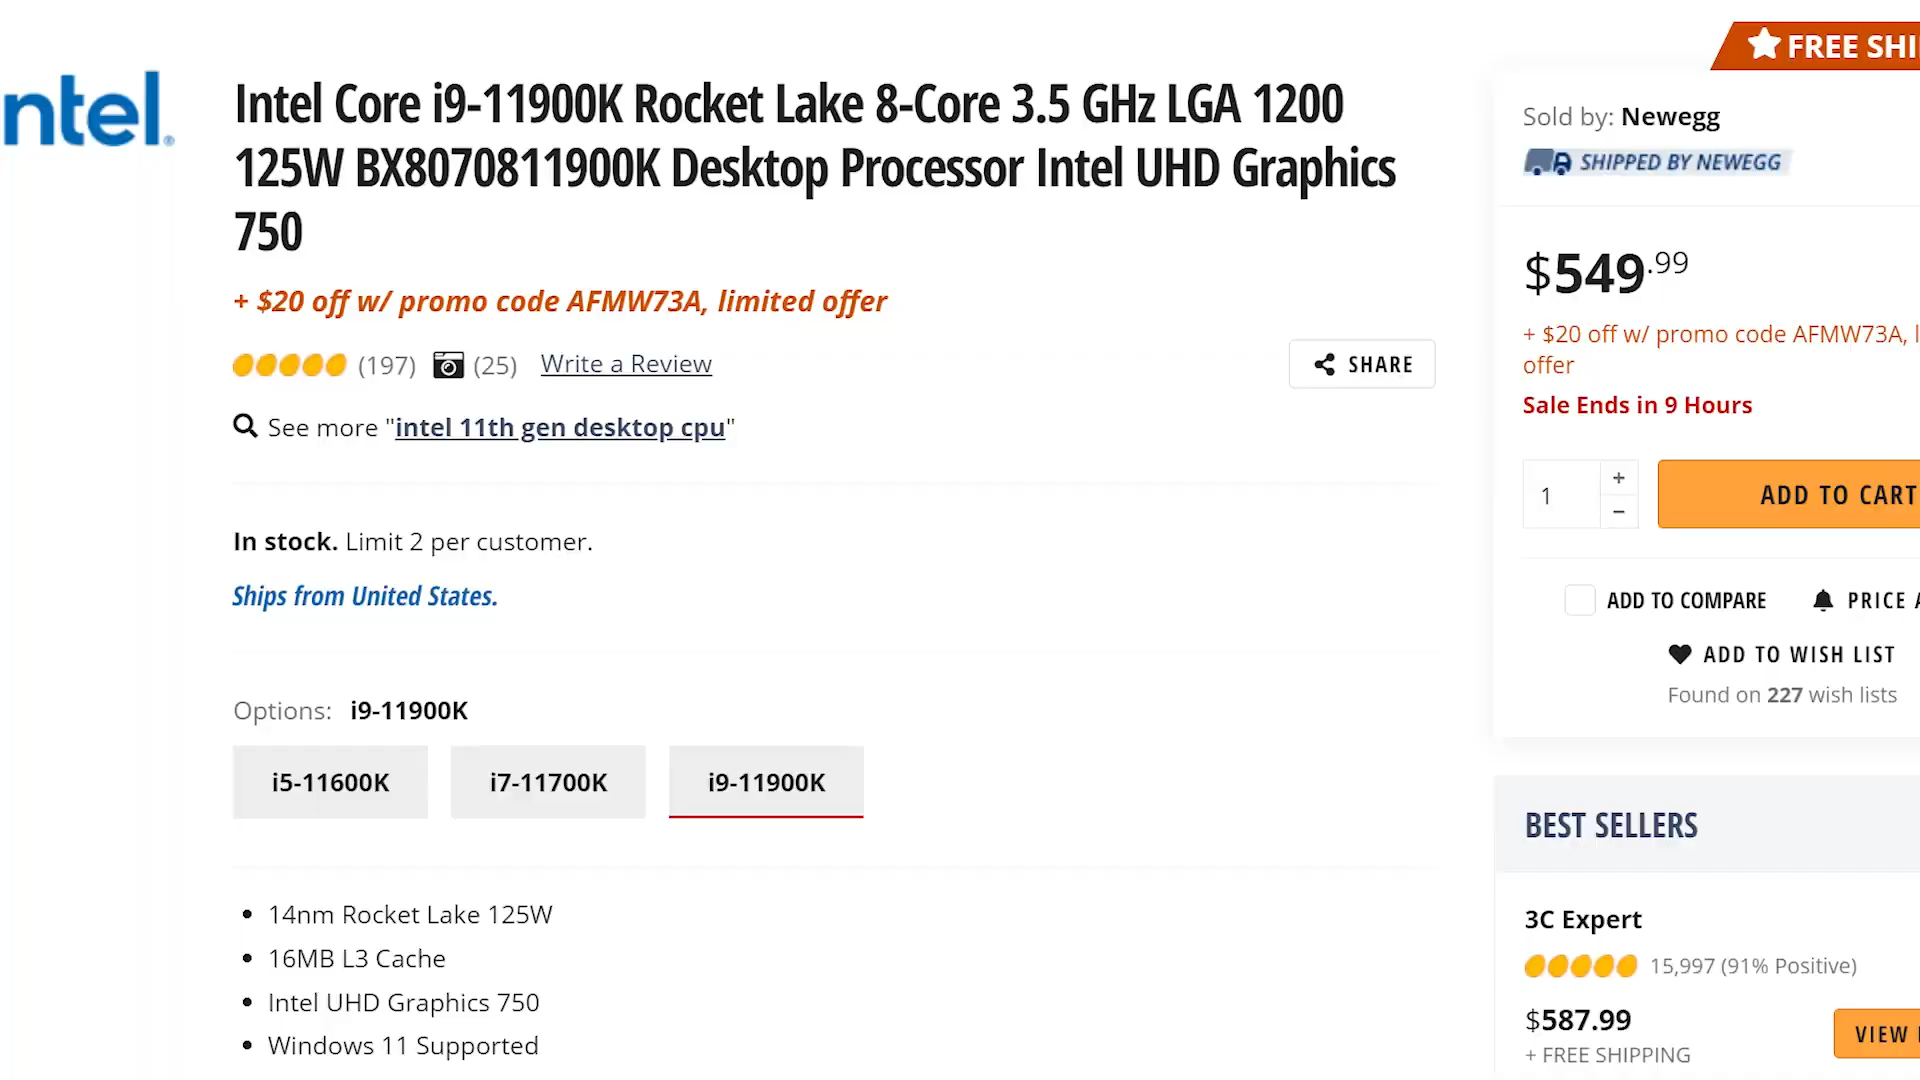 ntel.
Intel Core i9-11900K Rocket Lake 8-Core 3.5 GHz LGA 1200
125W BX8070811900K Desktop Processor Intel UHD Graphics
750
+ $20 off w/ promo code AFMW73A, limited offer
(197) (25) Write a Review
SHARE
See more "intel 11th gen desktop cpu"
In stock. Limit 2 per customer.
Ships from United States.
Options: i9-11900K
i5-11600K i7-11700K i9-11900K
14nm Rocket Lake 125W
16MB L3 Cache
Intel UHD Graphics 750
Windows 11 Supported
FREE SHI
Sold by: Newegg
SHIPPED BY NEWEGG
$549.99
+ $20 off w/ promo code AFMW73A, l
offer
Sale Ends in 9 Hours
1 + −
ADD TO CART
ADD TO COMPARE PRICE A
ADD TO WISH LIST
Found on 227 wish lists
BEST SELLERS
3C Expert
15,997 (91% Positive)
$587.99
VIEW
+ FREE SHIPPING